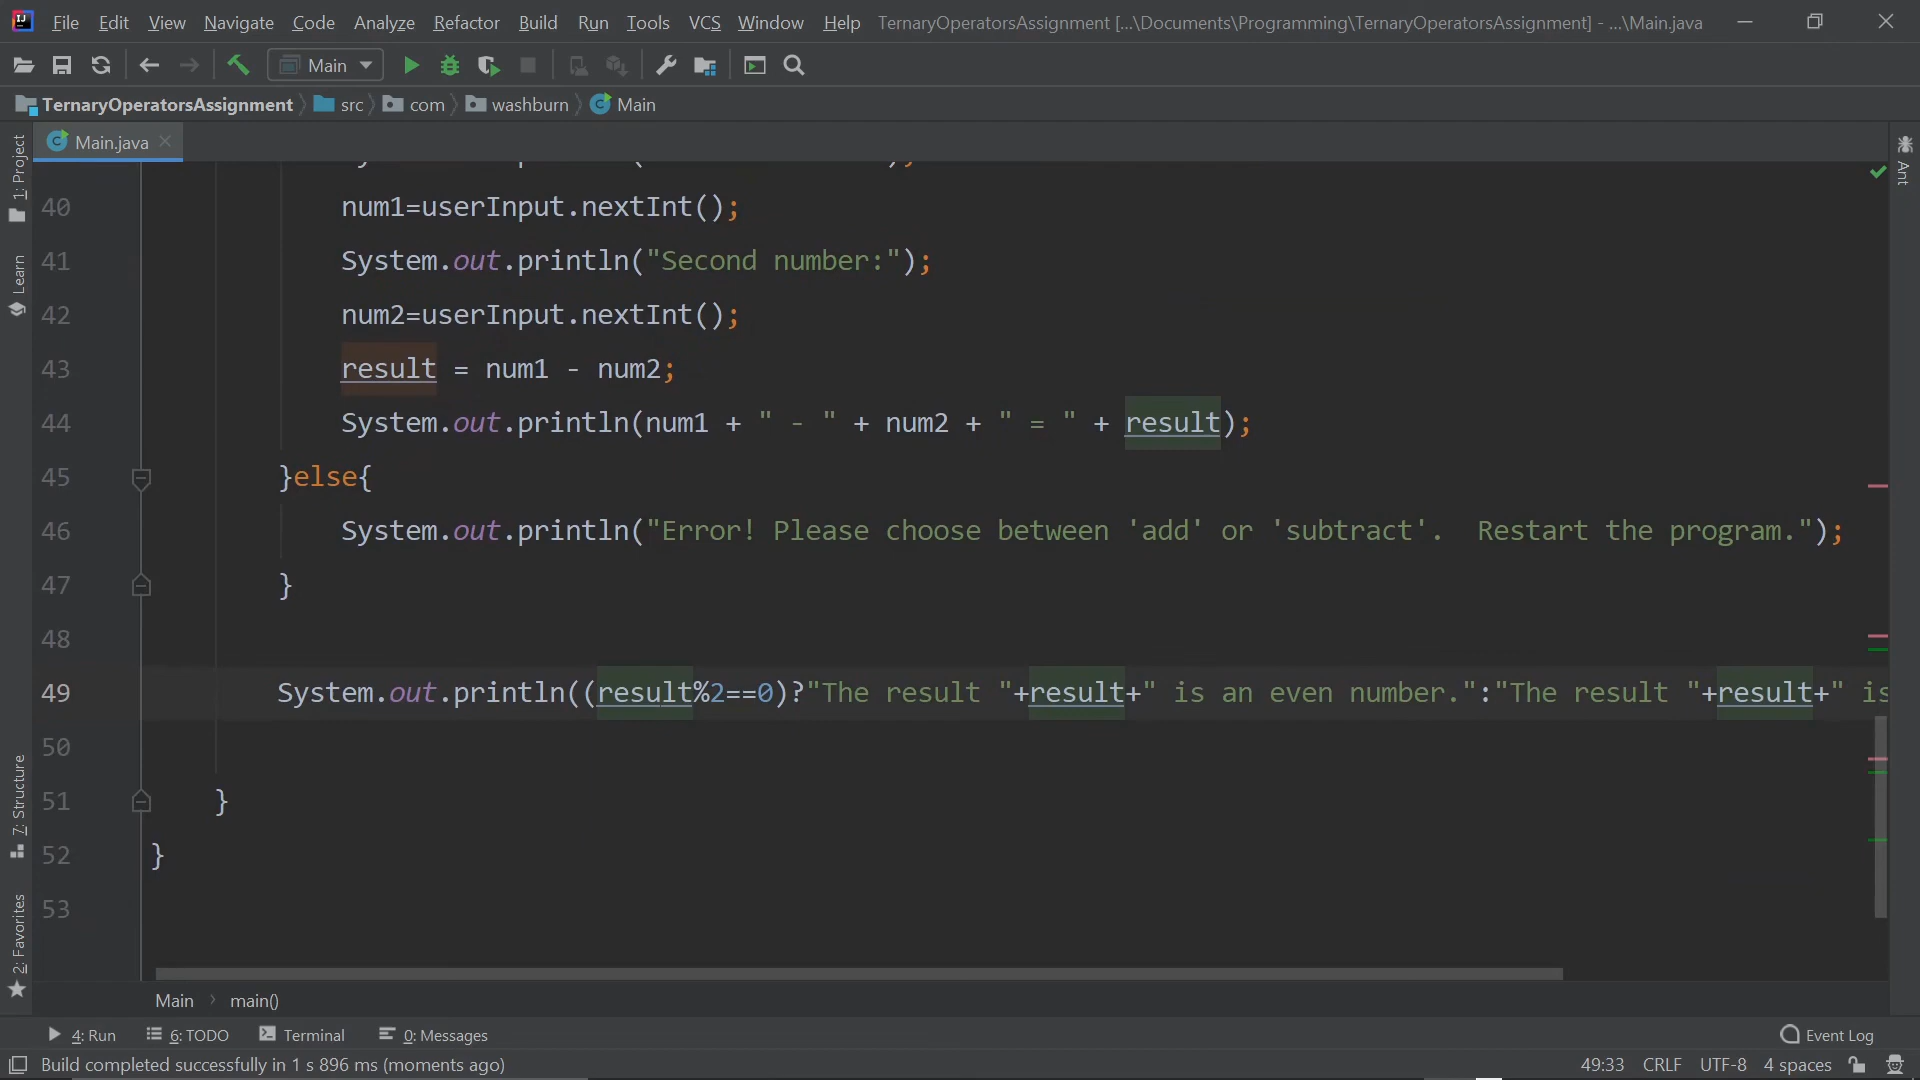 File Edit View Navigate Code Analyze Refactor Build Run Tools VCS Window Help TernaryOperatorsAssignment [...\Documents\Programming\TernaryOperatorsAssignment] - ...\Main.java
Main
TernaryOperatorsAssignment src com washburn Main
Main.java
1: Project
Learn
7: Structure
2: Favorites
Ant
40 num1=userInput.nextInt();
41 System.out.println("Second number:");
42 num2=userInput.nextInt();
43 result = num1 - num2;
44 System.out.println(num1 + " - " + num2 + " = " + result);
45 }else{
46 System.out.println("Error! Please choose between 'add' or 'subtract'.  Restart the program.");
47 }
48
49 System.out.println((result%2==0)?"The result "+result+" is an even number.":"The result "+result+" is
50
51 }
52 }
53
Main main()
4: Run 6: TODO Terminal 0: Messages Event Log
Build completed successfully in 1 s 896 ms (moments ago) 49:33 CRLF UTF-8 4 spaces